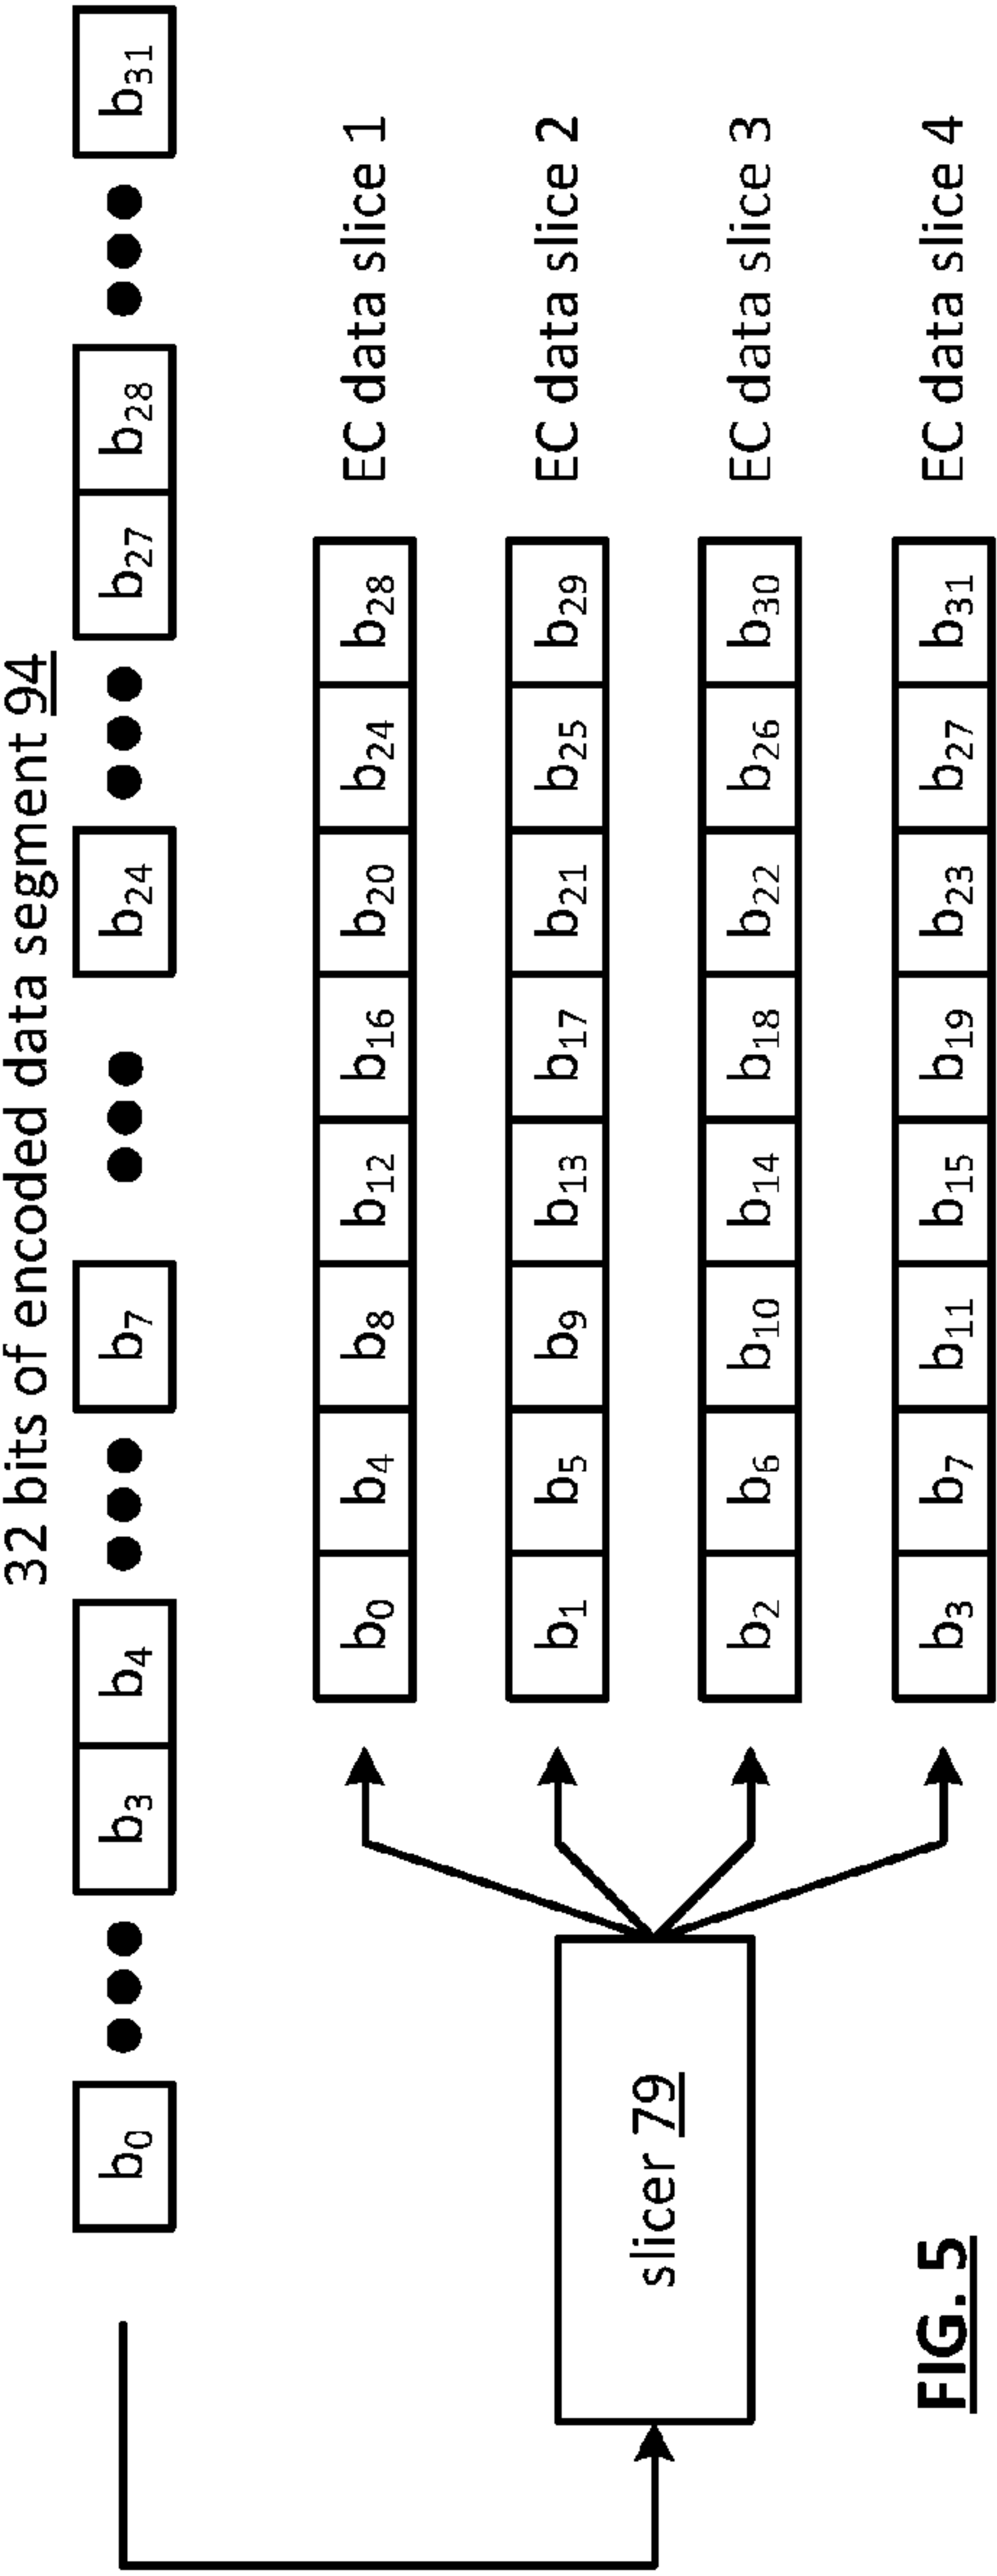 32 bits of encoded data segment 94
b0 ●●● b3 b4 ●●● b7 ●●● b24 ●●● b27 b28 ●●● b31
b0 b4 b8 b12 b16 b20 b24 b28 EC data slice 1
b1 b5 b9 b13 b17 b21 b25 b29 EC data slice 2
slicer 79
b2 b6 b10 b14 b18 b22 b26 b30 EC data slice 3
b3 b7 b11 b15 b19 b23 b27 b31 EC data slice 4
FIG. 5